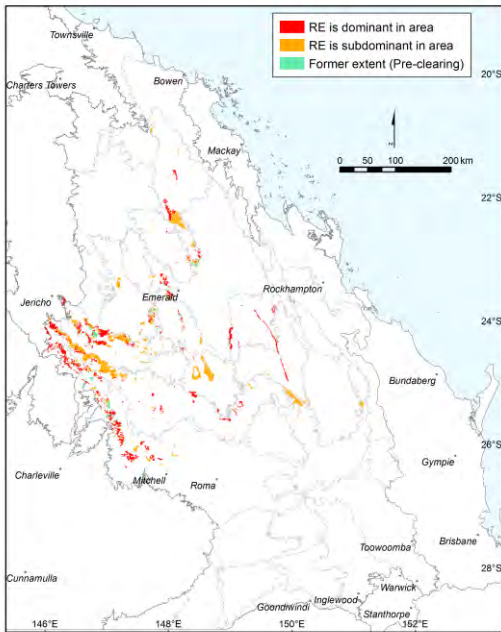 RE is dominant in area
RE is subdominant in area
Former extent (Pre-clearing)
Townsville
Bowen
20°S
Charters Towers
z
Mackay
0 50 100 200
km
22°S
Rockhampton
Emerald
Jericho
24°S
Bundaberg
26°S
Gympie
Charleville
Mitchell
Roma
Brisbane
Toowoomba
28°S
Cunnamulla
Warwick
Inglewood
Goondiwindi
Stanthorpe
146°E 148°E 150°E 152°E